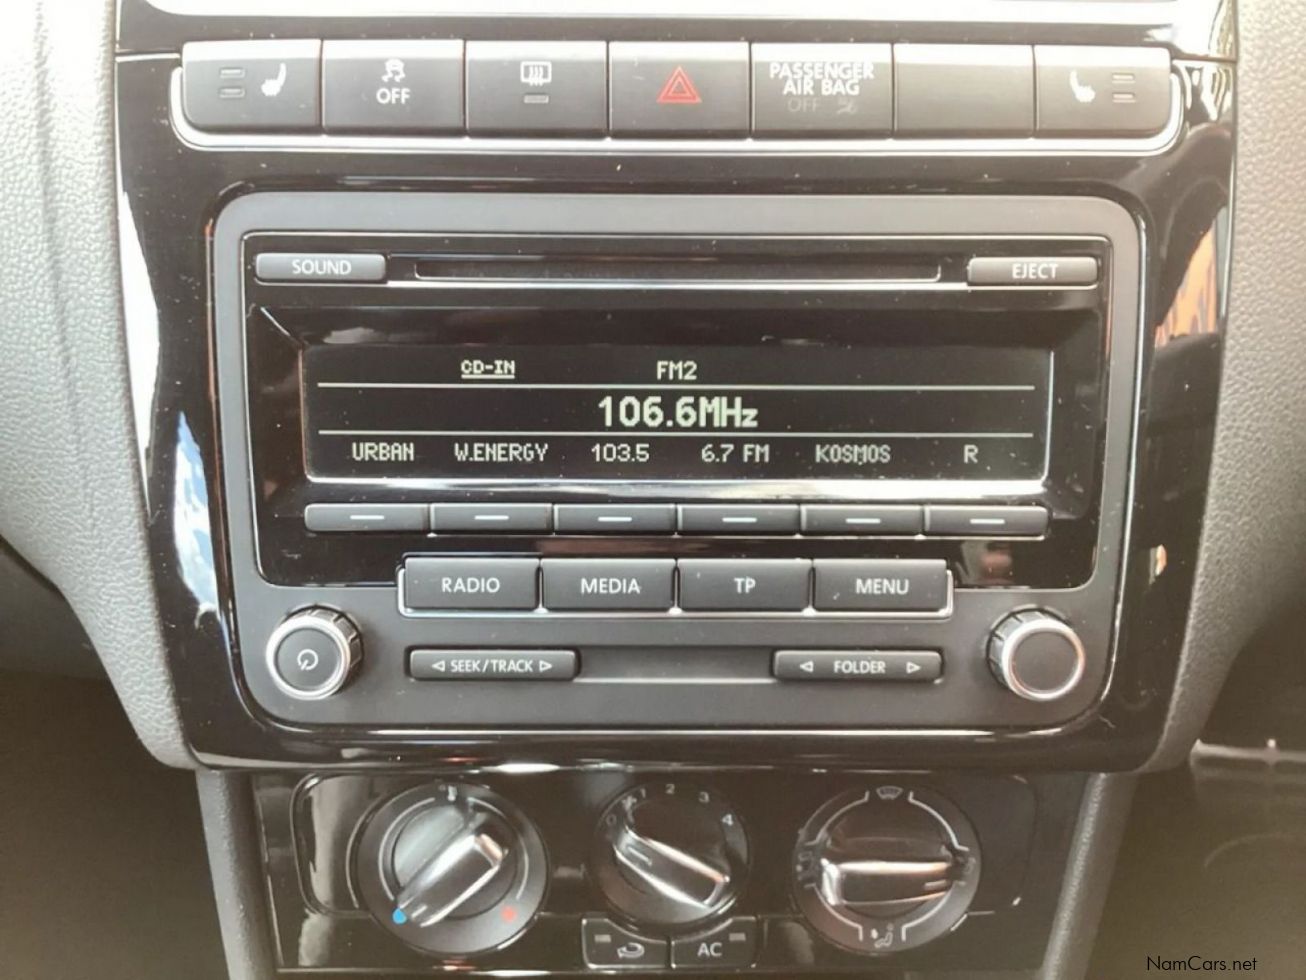 OFF
PASSENGER
AIR BAG
OFF
SOUND
EJECT
CD-IN FM2
106.6MHz
URBAN W.ENERGY 103.5 6.7 FM KOSMOS R
RADIO MEDIA TP MENU
SEEK/TRACK FOLDER
0 1 2 3 4
AC
NamCars.net